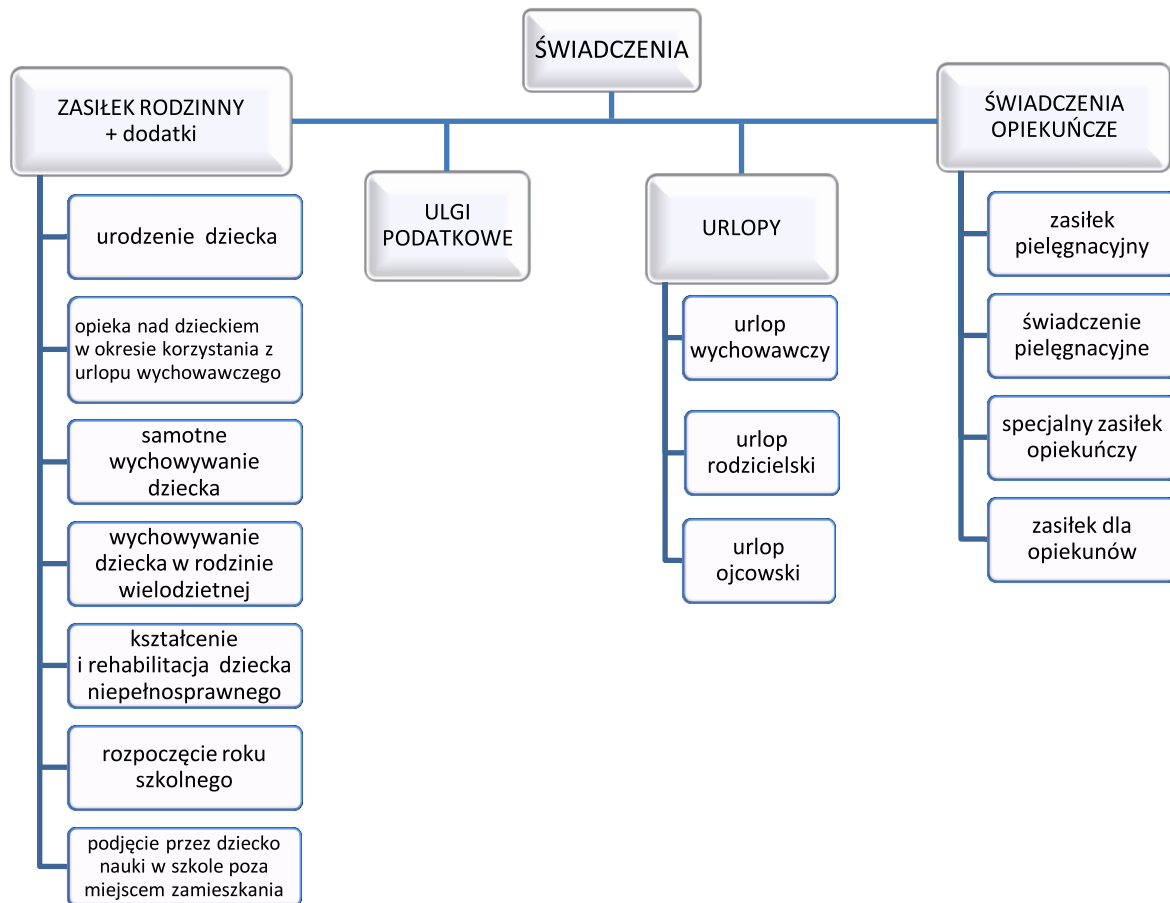 ŚWIADCZENIA
ZASIŁEK RODZINNY
+ dodatki
urodzenie dziecka
opieka nad dzieckiem
w okresie korzystania z
urlopu wychowawczego
samotne
wychowywanie
dziecka
wychowywanie
dziecka w rodzinie
wielodzietnej
kształcenie
i rehabilitacja dziecka
niepełnosprawnego
rozpoczęcie roku
szkolnego
podjęcie przez dziecko
nauki w szkole poza
miejscem zamieszkania
ULGI
PODATKOWE
URLOPY
urlop
wychowawczy
urlop
rodzicielski
urlop
ojcowski
ŚWIADCZENIA
OPIEKUŃCZE
zasiłek
pielęgnacyjny
świadczenie
pielęgnacyjne
specjalny zasiłek
opiekuńczy
zasiłek dla
opiekunów